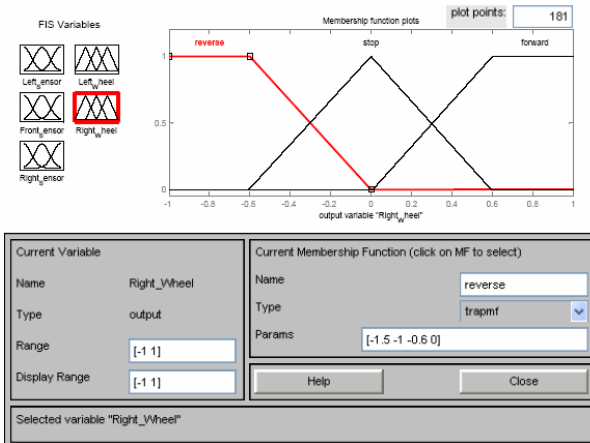 plot points: 181
FIS Variables
Membership function plots
reverse
stop
forward
1
0.5
0
-1 -0.8 -0.6 -0.4 -0.2 0 0.2 0.4 0.6 0.8 1
output variable "Right_wheel"
Left_sensor
Left_wheel
Front_sensor
Right_wheel
Right_sensor
Current Variable
Name Right_Wheel
Type output
Range [-1 1]
Display Range [-1 1]
Current Membership Function (click on MF to select)
Name reverse
Type trapmf
Params [-1.5 -1 -0.6 0]
Help
Close
Selected variable "Right_Wheel"